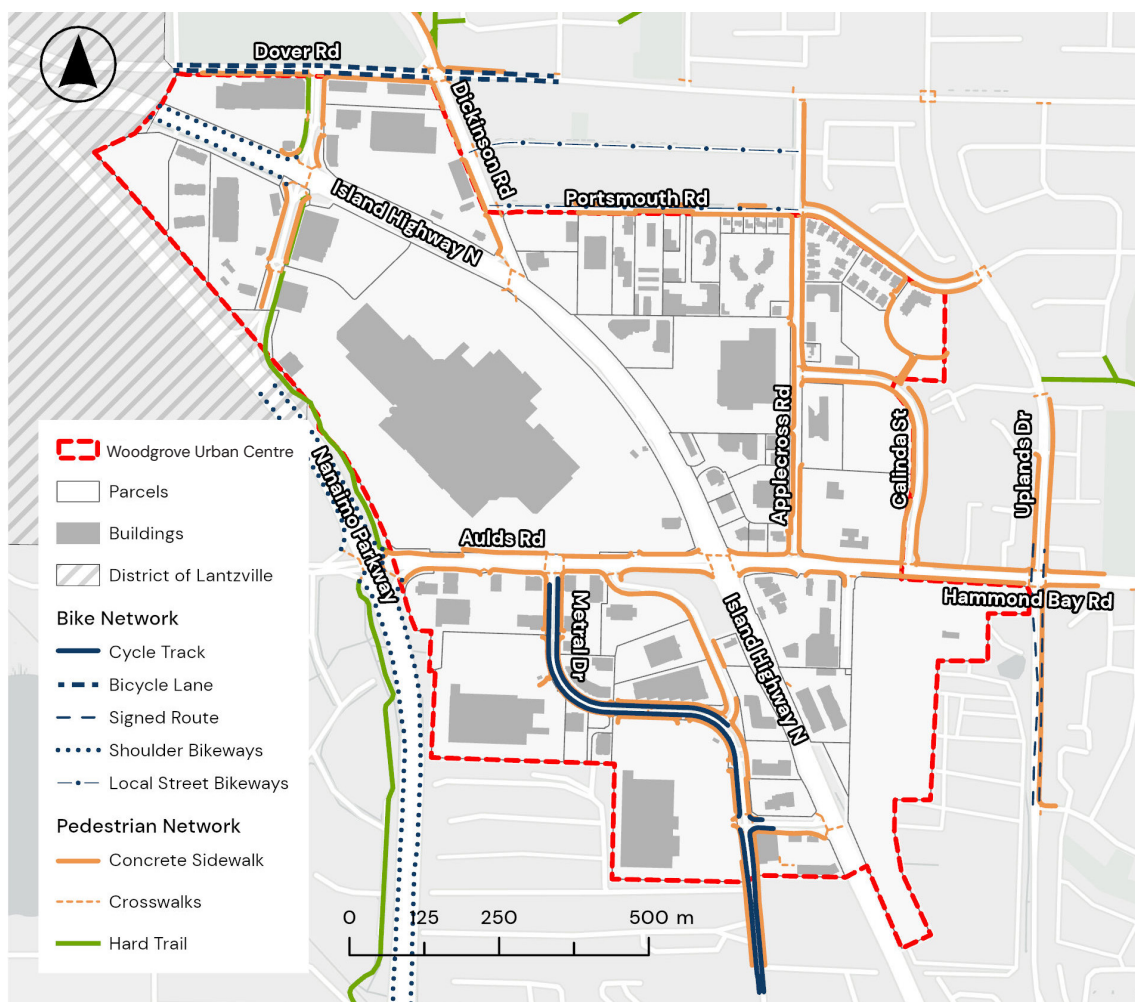 Dover Rd
Dickinson Rd
Portsmouth Rd
Island Highway N
Applecross Rd
Calinda St
Uplands Dr
Nanaimo Parkway
Aulds Rd
Hammond Bay Rd
Metral Dr
Island Highway N
Woodgrove Urban Centre
Parcels
Buildings
District of Lantzville
Bike Network
Cycle Track
Bicycle Lane
Signed Route
Shoulder Bikeways
Local Street Bikeways
Pedestrian Network
Concrete Sidewalk
Crosswalks
Hard Trail
0 125 250 500 m